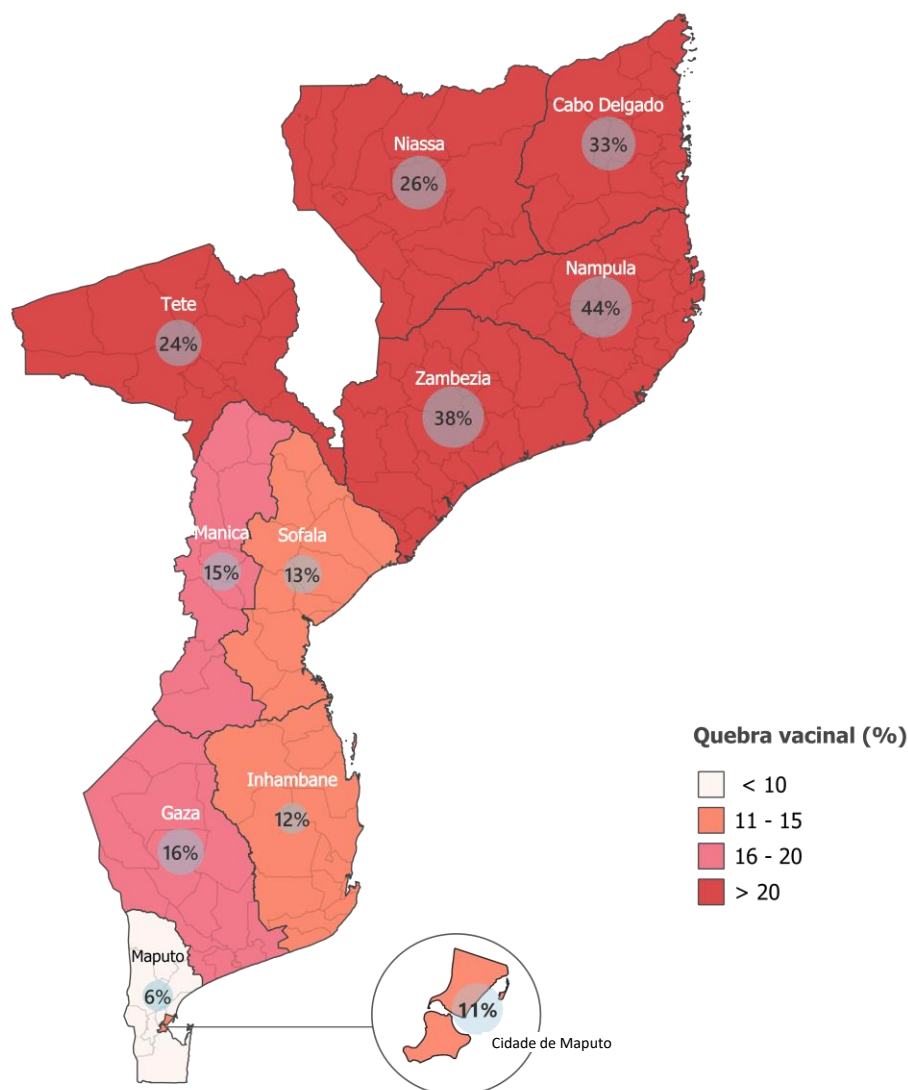 Cabo Delgado
33%
Niassa
26%
Nampula
44%
Tete
24%
Zambezia
38%
Manica
15%
Sofala
13%
Inhambane
12%
Gaza
16%
Maputo
6%
11%
Cidade de Maputo
Quebra vacinal (%)
< 10
11 - 15
16 - 20
> 20